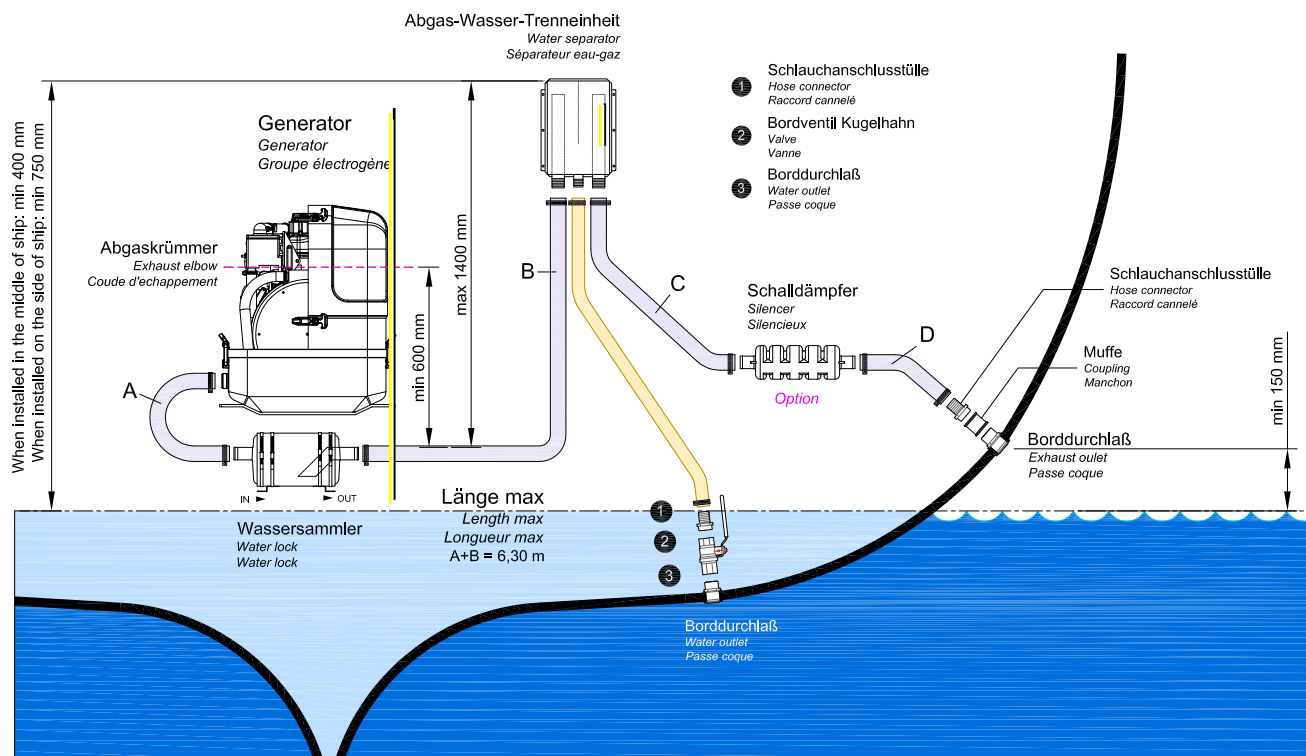 Abgas-Wasser-Trenneinheit
Water separator
Séparateur eau-gaz
1
Schlauchanschlusstülle
Hose connector
Raccord cannelé
2
Bordventil Kugelhahn
Valve
Vanne
3
Borddurchlaß
Water outlet
Passe coque
When installed in the middle of ship: min 400 mm
When installed on the side of ship: min 750 mm
Generator
Generator
Groupe électrogène
Abgaskrümmer
Exhaust elbow
Coude d'echappement
max 1400 mm
min 600 mm
A
B
C
D
Schalldämpfer
Silencer
Silencieux
Option
Schlauchanschlusstülle
Hose connector
Raccord cannelé
Muffe
Coupling
Manchon
min 150 mm
Borddurchlaß
Exhaust oulet
Passe coque
IN
OUT
Wassersammler
Water lock
Water lock
Länge max
Length max
Longueur max
A+B = 6,30 m
1
2
3
Borddurchlaß
Water outlet
Passe coque